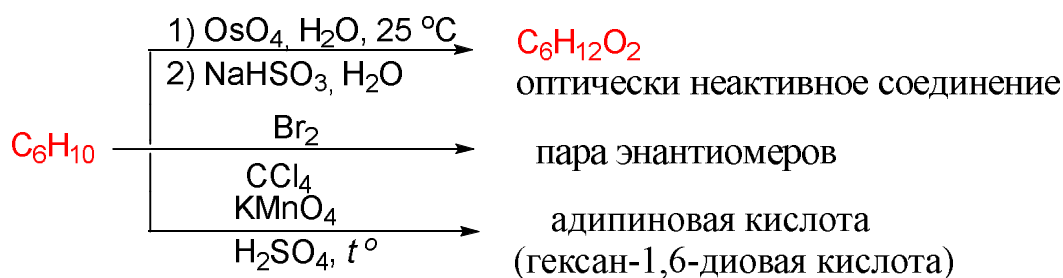 1) OsO4, H2O, 25 °C
2) NaHSO3, H2O
C6H12O2
оптически неактивное соединение
C6H10
Br2
CCl4
пара энантиомеров
KMnO4
H2SO4, t °
адипиновая кислота
(гексан-1,6-диовая кислота)